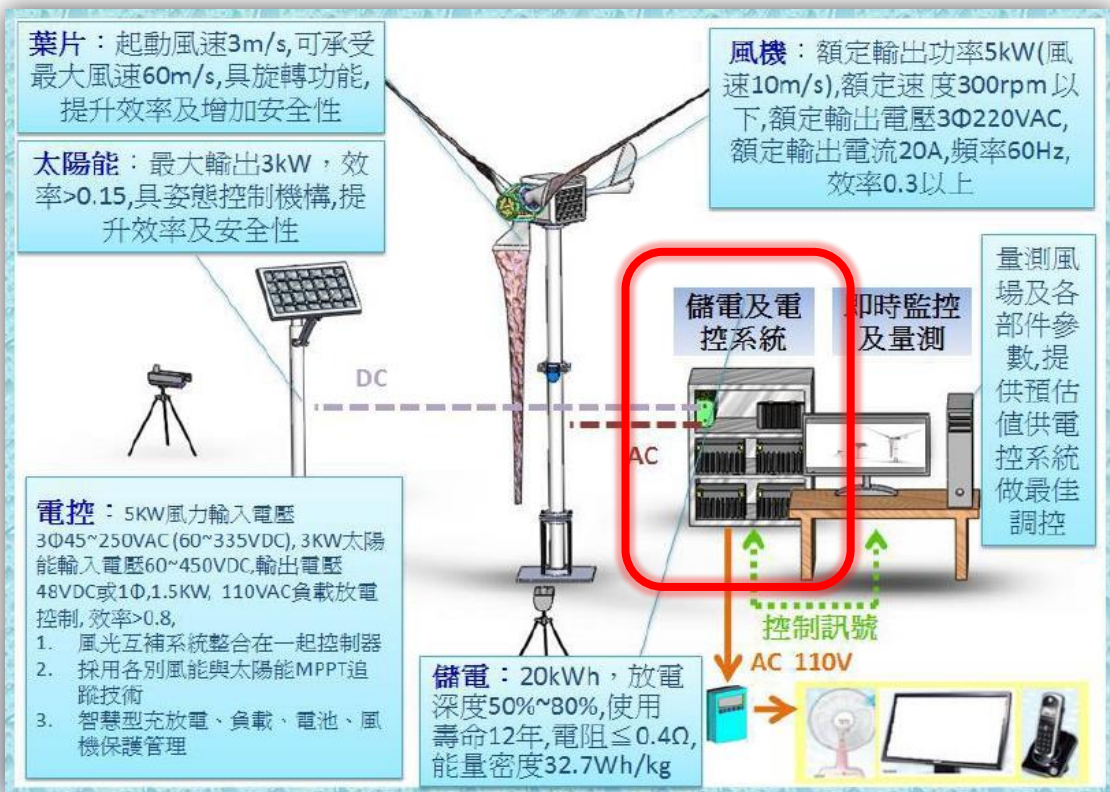 葉片：起動風速3m/s,可承受
最大風速60m/s,具旋轉功能,
提升效率及增加安全性
太陽能：最大輸出3kW，效
率>0.15,具姿態控制機構,提
升效率及安全性
風機：額定輸出功率5kW(風
速10m/s),額定速度300rpm以
下,額定輸出電壓3Φ220VAC,
額定輸出電流20A,頻率60Hz,
效率0.3以上
儲電及電
控系統
即時監控
及量測
量測風
場及各
部件參
數,提
供預估
值供電
控系統
做最佳
調控
DC
AC
電控：5KW風力輸入電壓
3Φ45~250VAC(60~335VDC), 3KW太陽
能輸入電壓60~450VDC,輸出電壓
48VDC或1Φ,1.5KW, 110VAC負載放電
控制, 效率>0.8,
1. 風光互補系統整合在一起控制器
2. 採用各別風能與太陽能MPPT追
蹤技術
3. 智慧型充放電、負載、電池、風
機保護管理
控制訊號
AC 110V
儲電：20kWh，放電
深度50%~80%,使用
壽命12年,電阻≦0.4Ω,
能量密度32.7Wh/kg